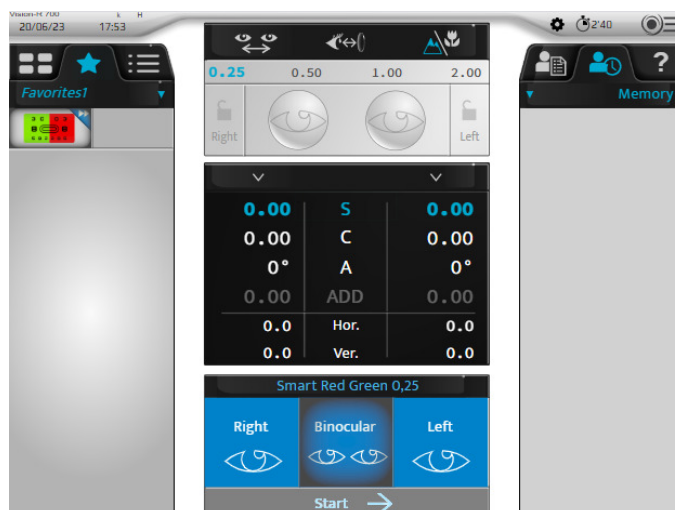 Vision-R 700
20/06/23 17:53 2'40
0.25 0.50 1.00 2.00
Right Left
Favorites1 Memory
?
0.00 S 0.00
0.00 C 0.00
0° A 0°
0.00 ADD 0.00
0.0 Hor. 0.0
0.0 Ver. 0.0
Smart Red Green 0,25
Right Binocular Left
Start →